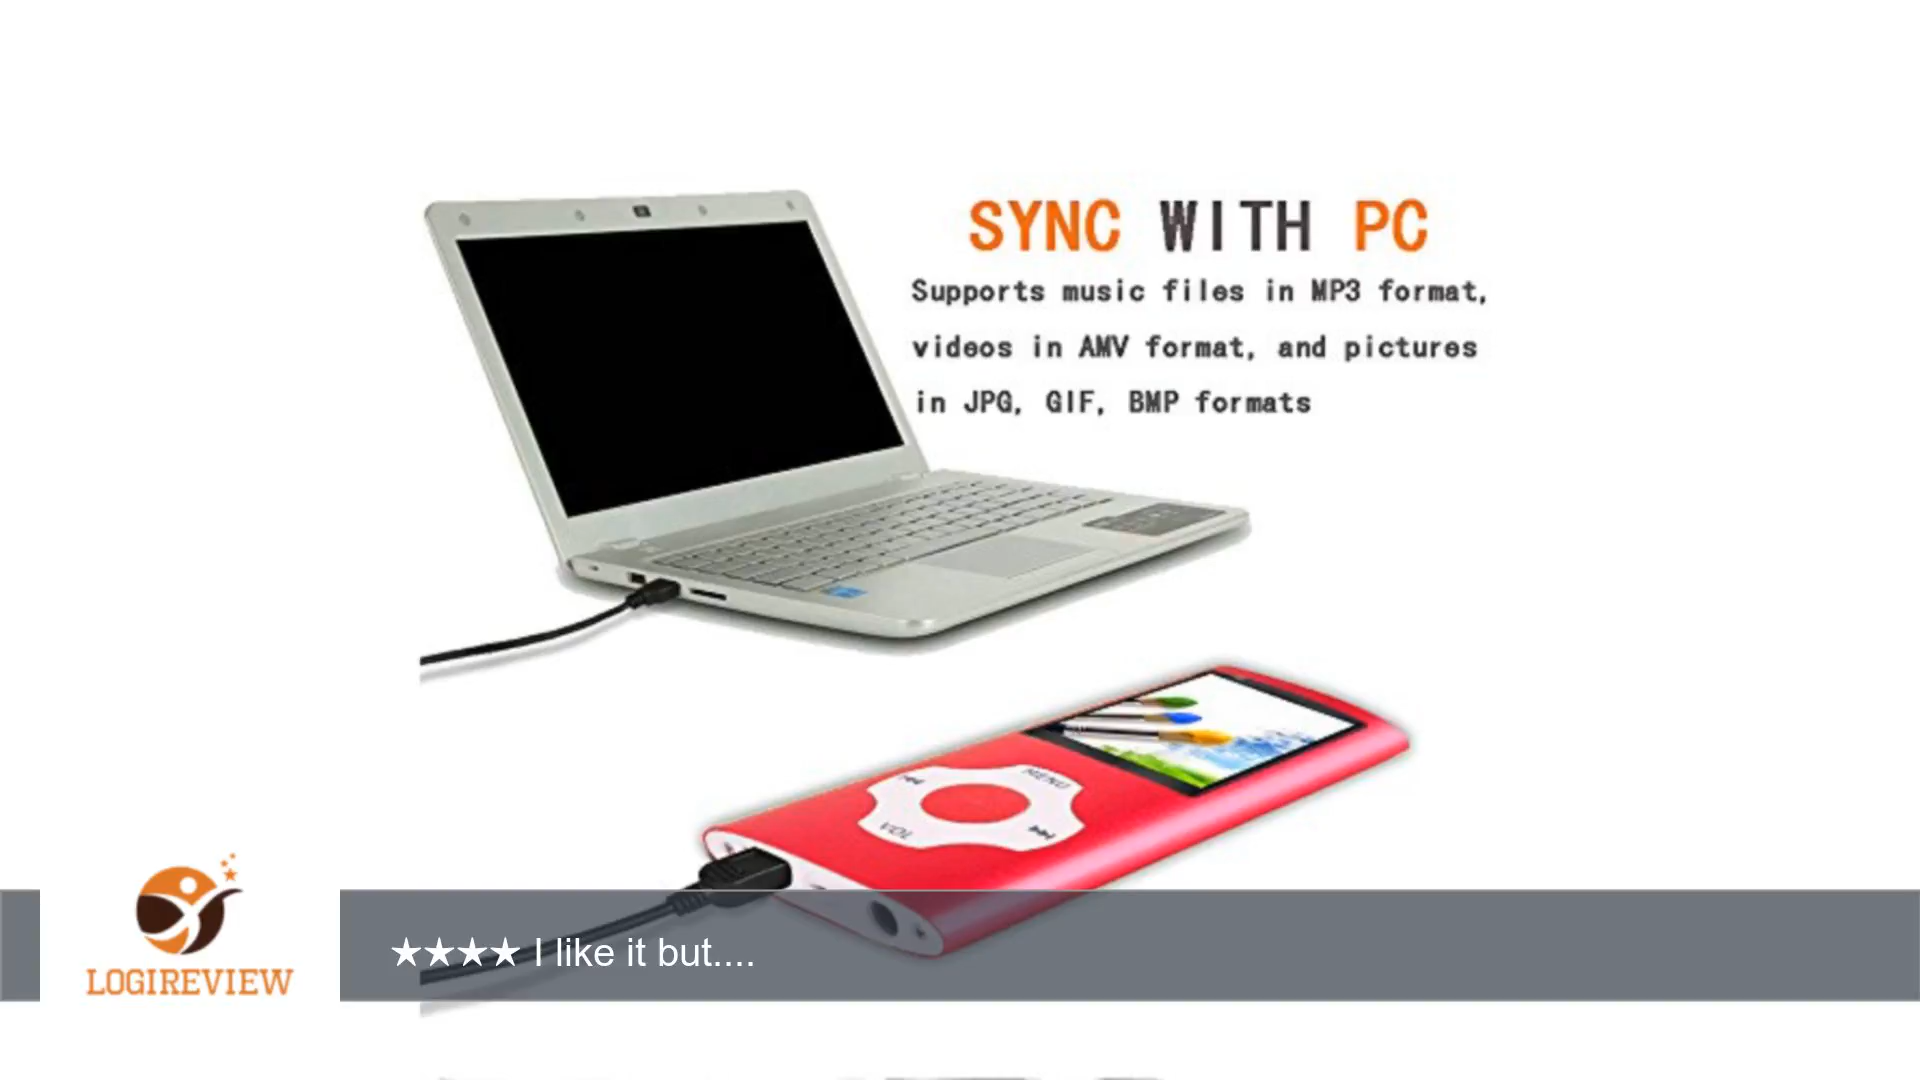 SYNC WITH PC
Supports music files in MP3 format,
videos in AMV format, and pictures
in JPG, GIF, BMP formats
MENU
VOL
LOGIREVIEW
★★★★ I like it but....